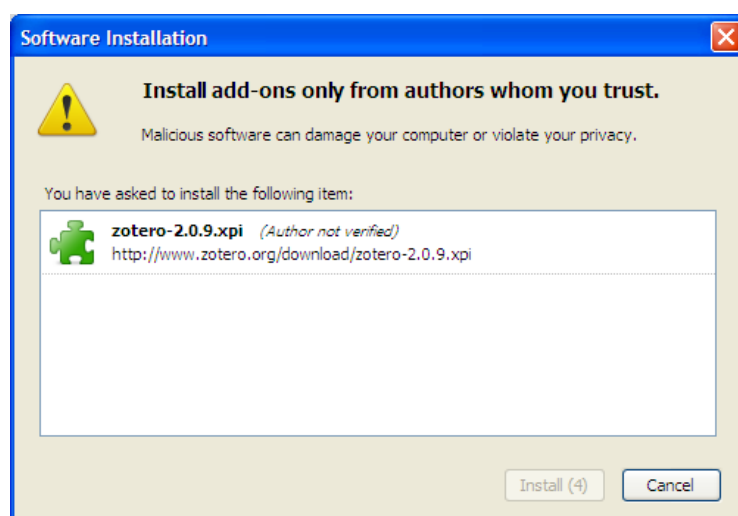 Software Installation
Install add-ons only from authors whom you trust.
Malicious software can damage your computer or violate your privacy.
You have asked to install the following item:
zotero-2.0.9.xpi (Author not verified)
http://www.zotero.org/download/zotero-2.0.9.xpi
Install (4) Cancel